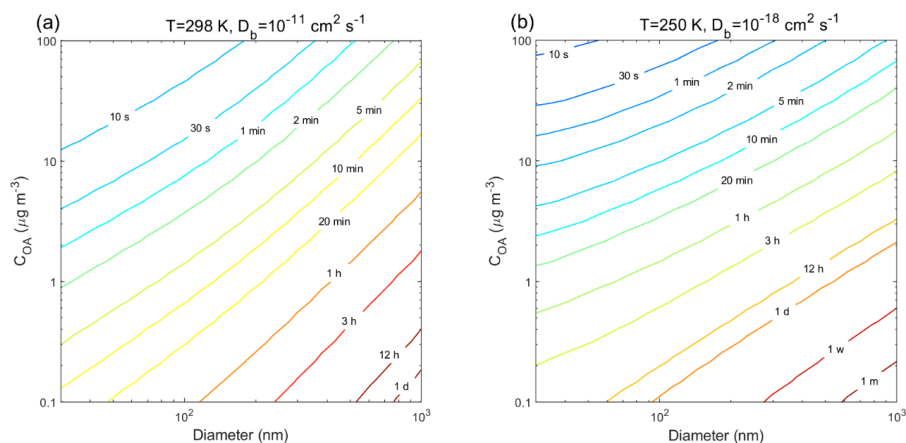 (a)
T=298 K, D_b=10^-11 cm^2 s^-1
100
10
1
0.1
C_OA (μg m^-3)
10 s
30 s
1 min
2 min
5 min
10 min
20 min
1 h
3 h
12 h
1 d
10^2
10^3
Diameter (nm)
(b)
T=250 K, D_b=10^-18 cm^2 s^-1
100
10
1
0.1
C_OA (μg m^-3)
10 s
30 s
1 min
2 min
5 min
10 min
20 min
1 h
3 h
12 h
1 d
1 w
1 m
10^2
10^3
Diameter (nm)